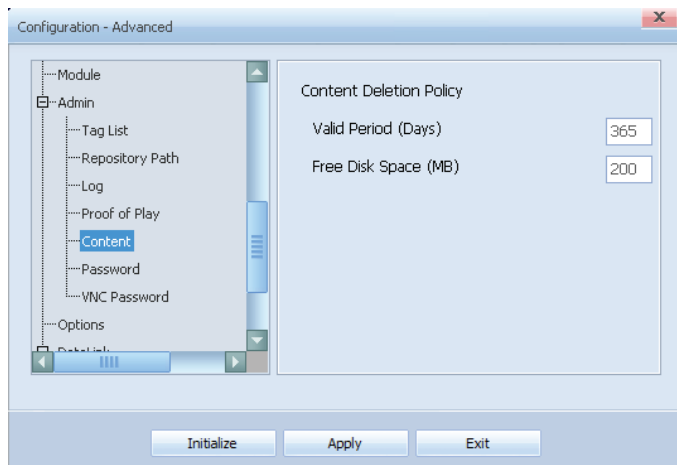 Configuration - Advanced
x
Module
Admin
Tag List
Repository Path
Log
Proof of Play
Content
Password
VNC Password
Options
DataLink
Content Deletion Policy
Valid Period (Days) 365
Free Disk Space (MB) 200
Initialize Apply Exit